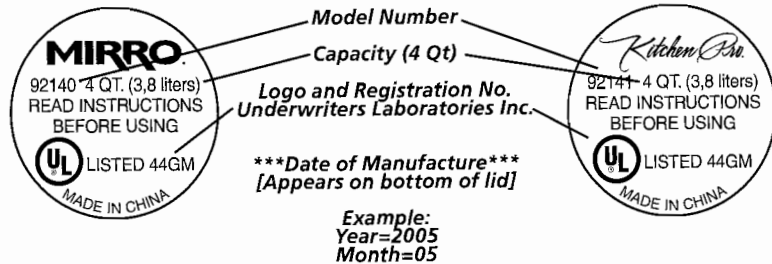 MIRRO.
92140 4 QT. (3,8 liters)
READ INSTRUCTIONS
BEFORE USING
UL
®
LISTED 44GM
MADE IN CHINA
Model Number
Capacity (4 Qt)
Logo and Registration No.
Underwriters Laboratories Inc.
***Date of Manufacture***
[Appears on bottom of lid]
Example:
Year=2005
Month=05
Kitchen Pro.
92141 4 QT. (3,8 liters)
READ INSTRUCTIONS
BEFORE USING
UL
®
LISTED 44GM
MADE IN CHINA